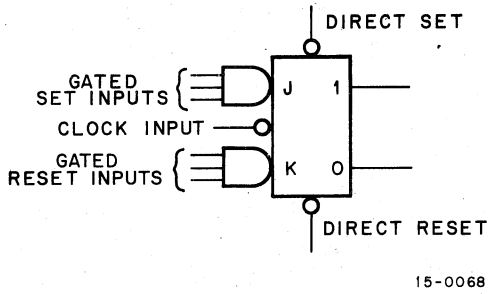 DIRECT SET
GATED
SET INPUTS
J 1
CLOCK INPUT
GATED
RESET INPUTS
K 0
DIRECT RESET
15-0068